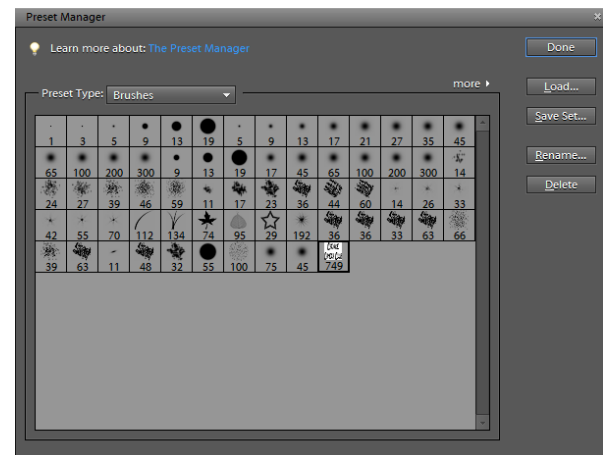 Preset Manager
Learn more about: The Preset Manager
Done
Preset Type: Brushes
more
Load...
Save Set...
Rename...
Delete
1 3 5 9 13 19 5 9 13 17 21 27 35 45
65 100 200 300 9 13 19 17 45 65 100 200 300 14
24 27 39 46 59 11 17 23 36 44 60 14 26 33
42 55 70 112 134 74 95 29 192 36 36 33 63 66
39 63 11 48 32 55 100 75 45 749